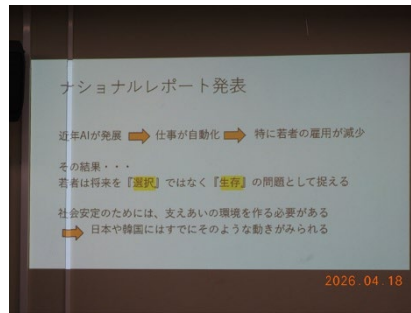 ナショナルレポート発表
近年AIが発展 ➡ 仕事が自動化 ➡ 特に若者の雇用が減少
その結果・・・
若者は将来を『選択』ではなく『生存』の問題として捉える
社会安定のためには、支えあいの環境を作る必要がある
➡ 日本や韓国にはすでにそのような動きがみられる
2026.04.18